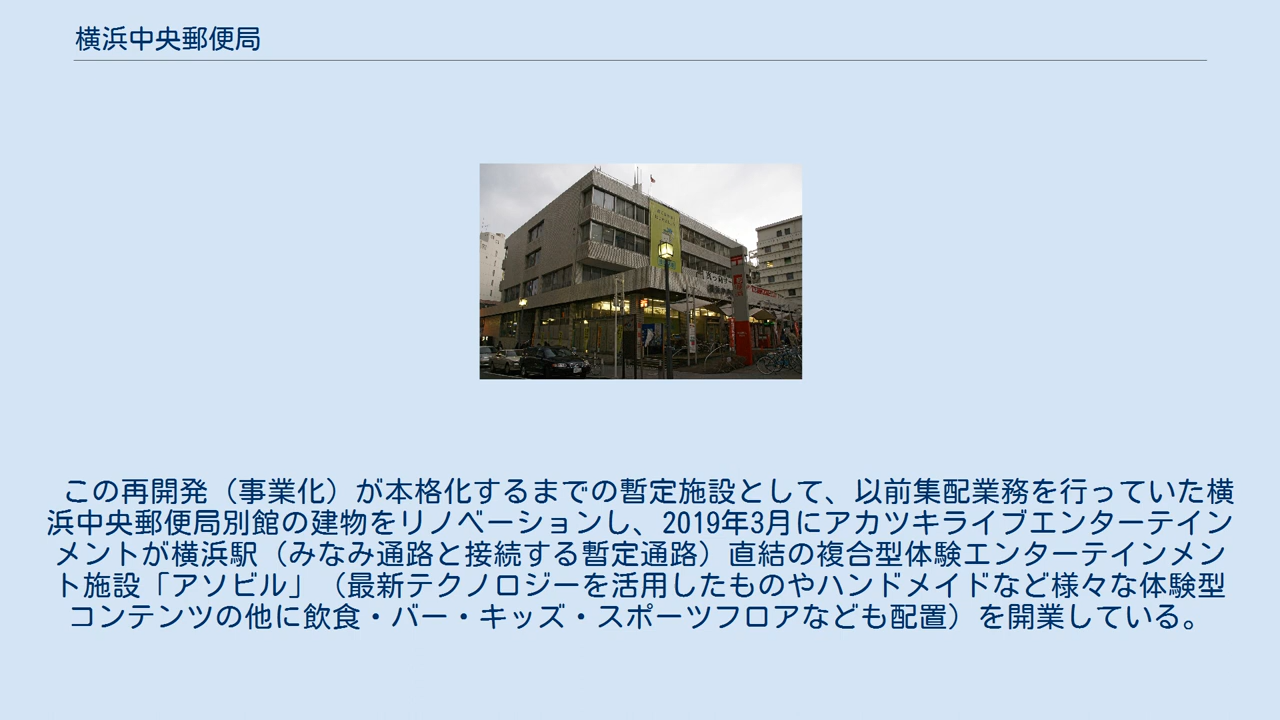 横浜中央郵便局
この再開発（事業化）が本格化するまでの暫定施設として、以前集配業務を行っていた横
浜中央郵便局別館の建物をリノベーションし、2019年3月にアカツキライブエンターテイン
メントが横浜駅（みなみ通路と接続する暫定通路）直結の複合型体験エンターテインメン
ト施設「アソビル」（最新テクノロジーを活用したものやハンドメイドなど様々な体験型
コンテンツの他に飲食・バー・キッズ・スポーツフロアなども配置）を開業している。